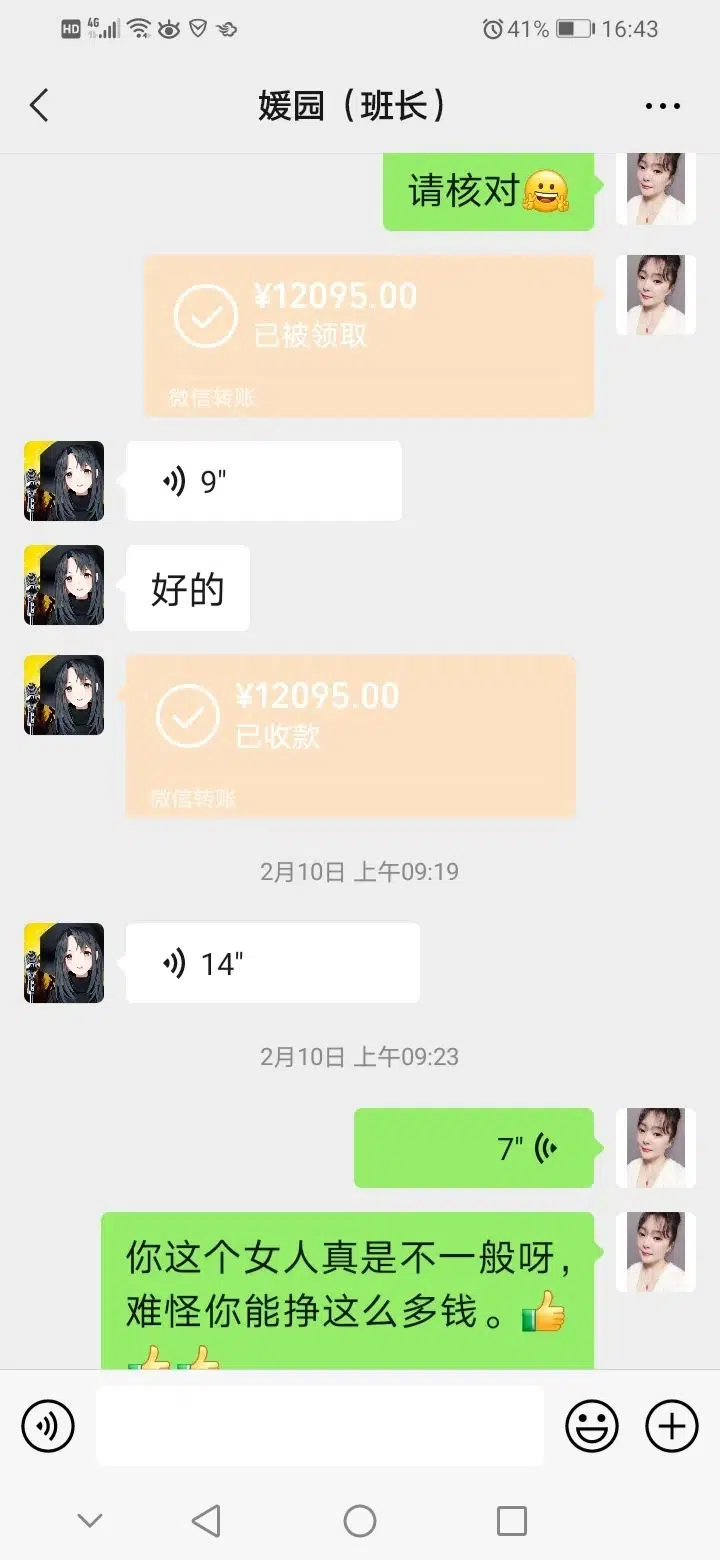 HD 4G 41% 16:43
媛园（班长）
请核对
¥12095.00
已被领取
微信转账
9"
好的
¥12095.00
已收款
微信转账
2月10日 上午09:19
14"
2月10日 上午09:23
7"
你这个女人真是不一般呀，
难怪你能挣这么多钱。